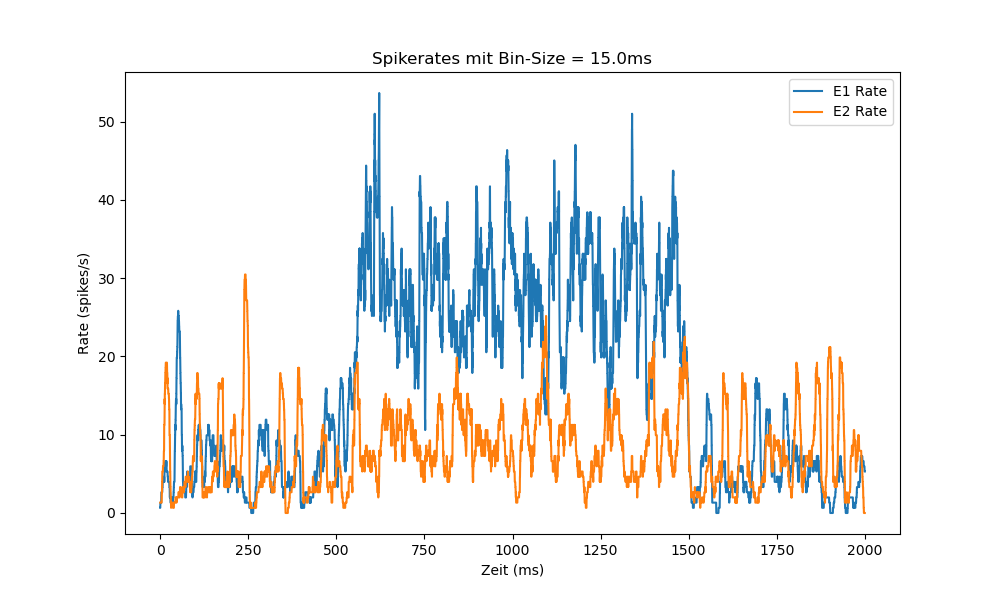 Spikerates mit Bin-Size = 15.0ms
E1 Rate
E2 Rate
50
40
30
20
10
0
Rate (spikes/s)
0 250 500 750 1000 1250 1500 1750 2000
Zeit (ms)